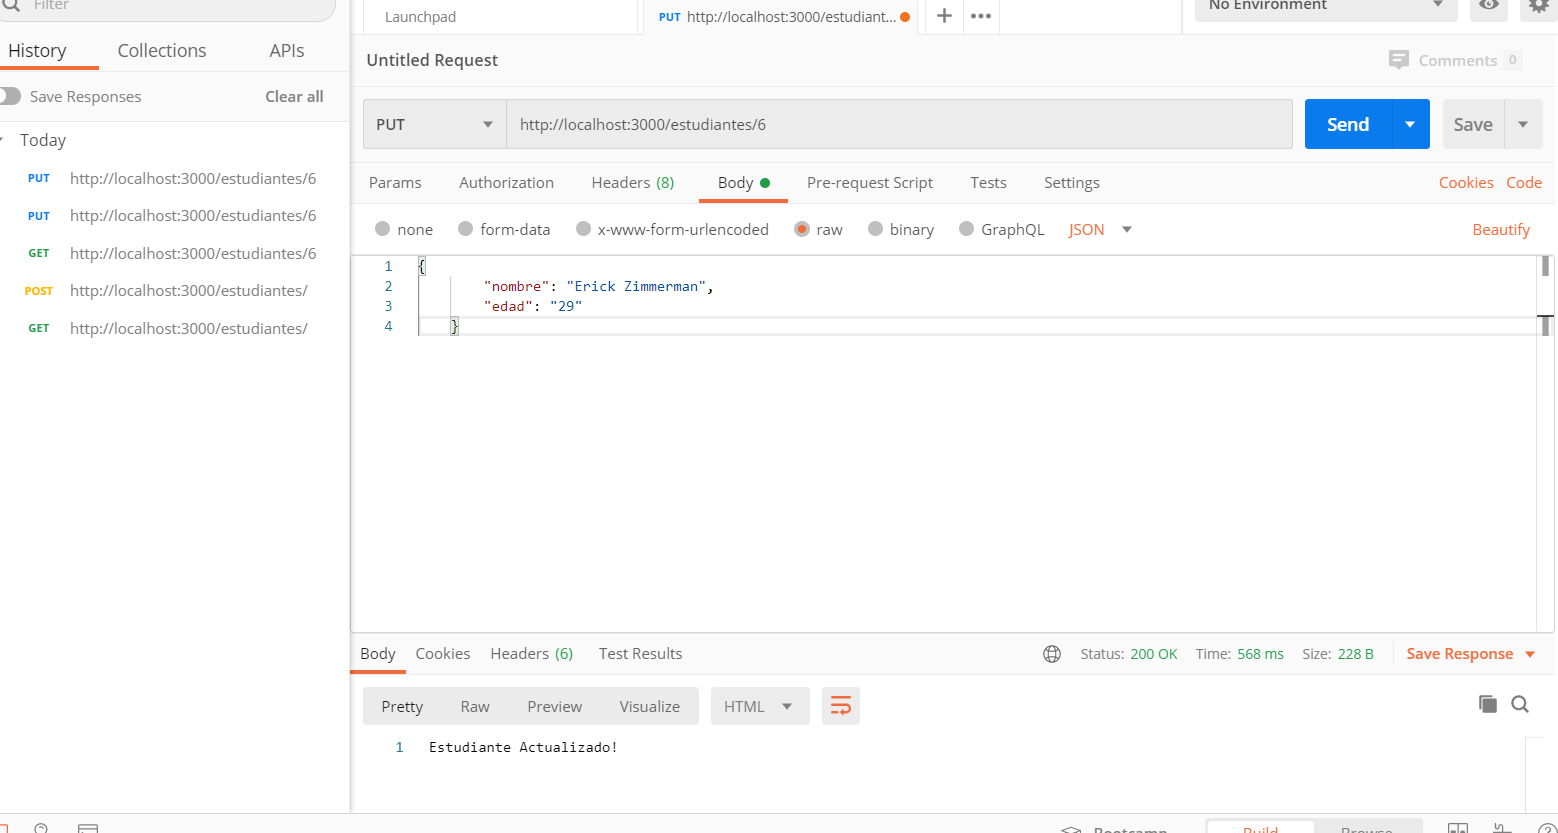 Filter
Launchpad
PUT http://localhost:3000/estudiant...
No Environment
History Collections APIs
Untitled Request
Comments 0
Save Responses Clear all
PUT http://localhost:3000/estudiantes/6 Send Save
Today
PUT http://localhost:3000/estudiantes/6
PUT http://localhost:3000/estudiantes/6
GET http://localhost:3000/estudiantes/6
POST http://localhost:3000/estudiantes/
GET http://localhost:3000/estudiantes/
Params Authorization Headers (8) Body Pre-request Script Tests Settings Cookies Code
none form-data x-www-form-urlencoded raw binary GraphQL JSON Beautify
1 {
2 "nombre": "Erick Zimmerman",
3 "edad": "29"
4 }
Body Cookies Headers (6) Test Results Status: 200 OK Time: 568 ms Size: 228 B Save Response
Pretty Raw Preview Visualize HTML
1 Estudiante Actualizado!
Bootcamp Build Browse